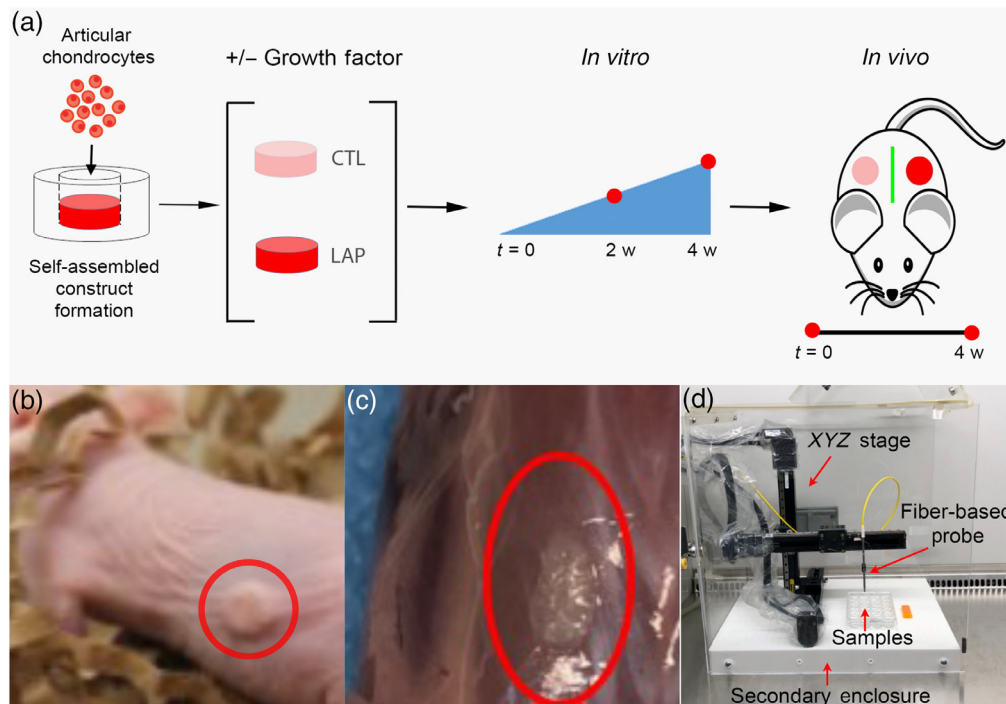 (a)
Articular
chondrocytes
Self-assembled
construct
formation
+/− Growth factor
CTL
LAP
In vitro
t = 0
2 w
4 w
In vivo
t = 0
4 w
(b)
(c)
(d)
XYZ stage
Fiber-based
probe
Samples
Secondary enclosure